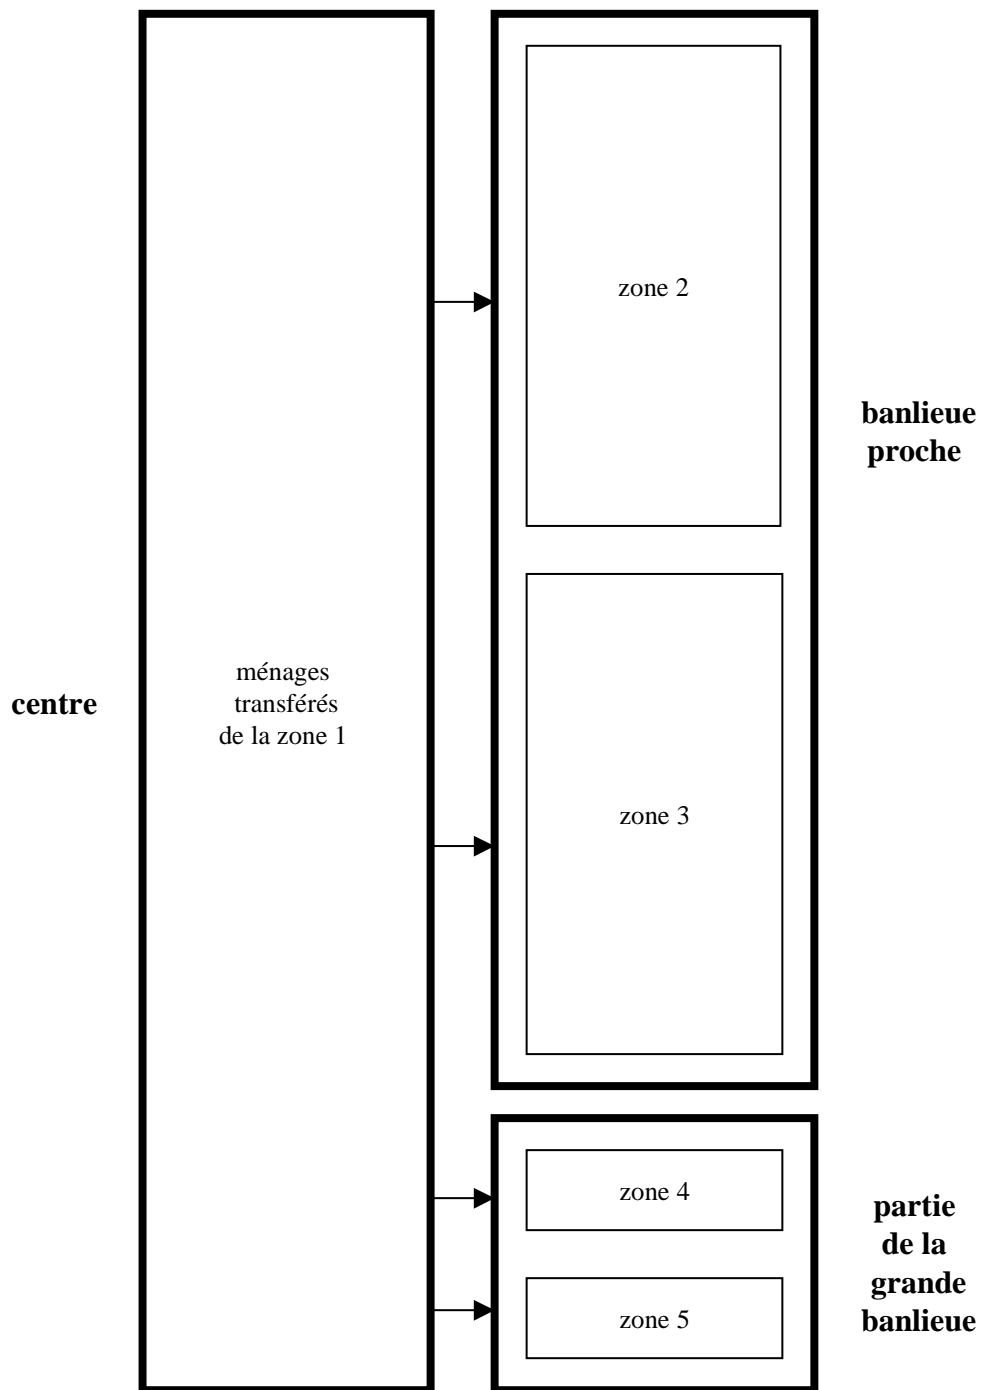 centre
ménages
transférés
de la zone 1
zone 2
zone 3
banlieue
proche
zone 4
zone 5
partie
de la
grande
banlieue